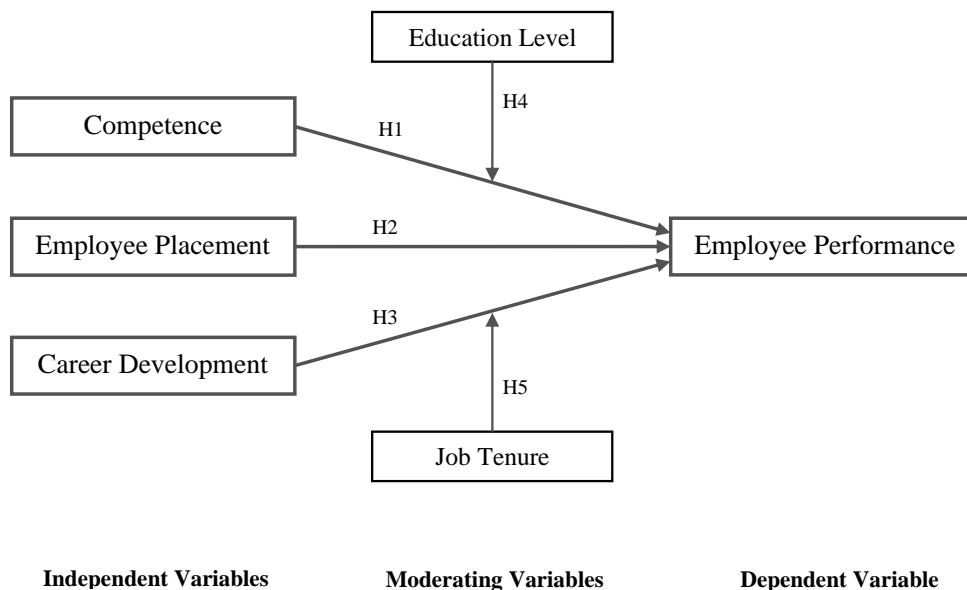 Education Level
H4
Competence
H1
Employee Placement
H2
Employee Performance
H3
Career Development
H5
Job Tenure
Independent Variables
Moderating Variables
Dependent Variable